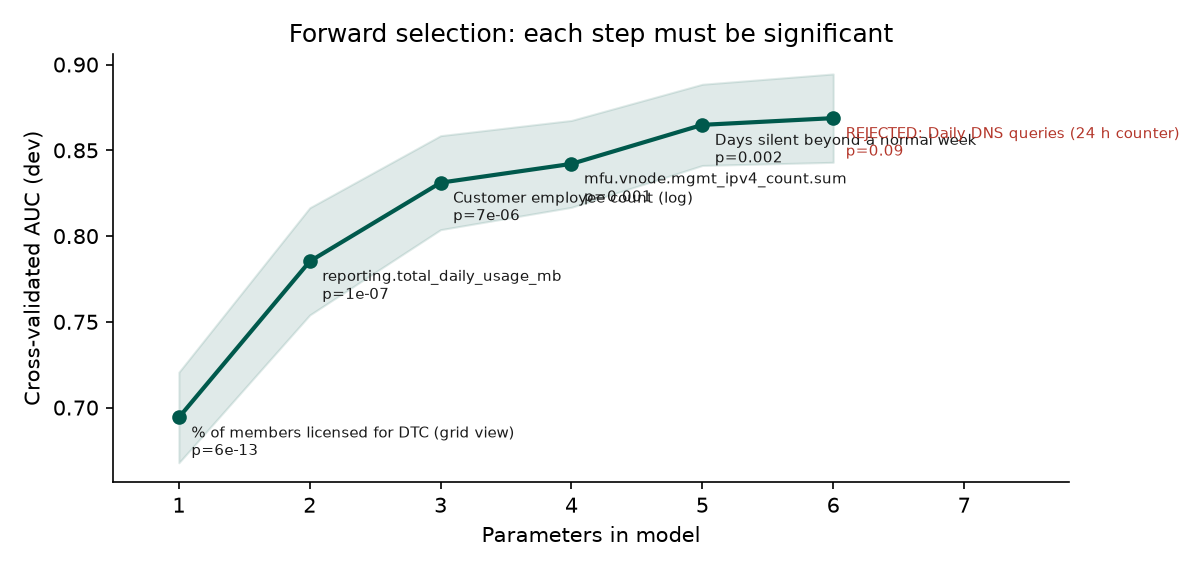 Forward selection: each step must be significant
Cross-validated AUC (dev)
0.90
0.85
0.80
0.75
0.70
% of members licensed for DTC (grid view)
p=6e-13
reporting.total_daily_usage_mb
p=1e-07
Customer employee count (log)
p=7e-06
mfu.vnode.mgmt_ipv4_count.sum
p=0.001
Days silent beyond a normal week
p=0.002
REJECTED: Daily DNS queries (24 h counter)
p=0.09
1
2
3
4
5
6
7
Parameters in model